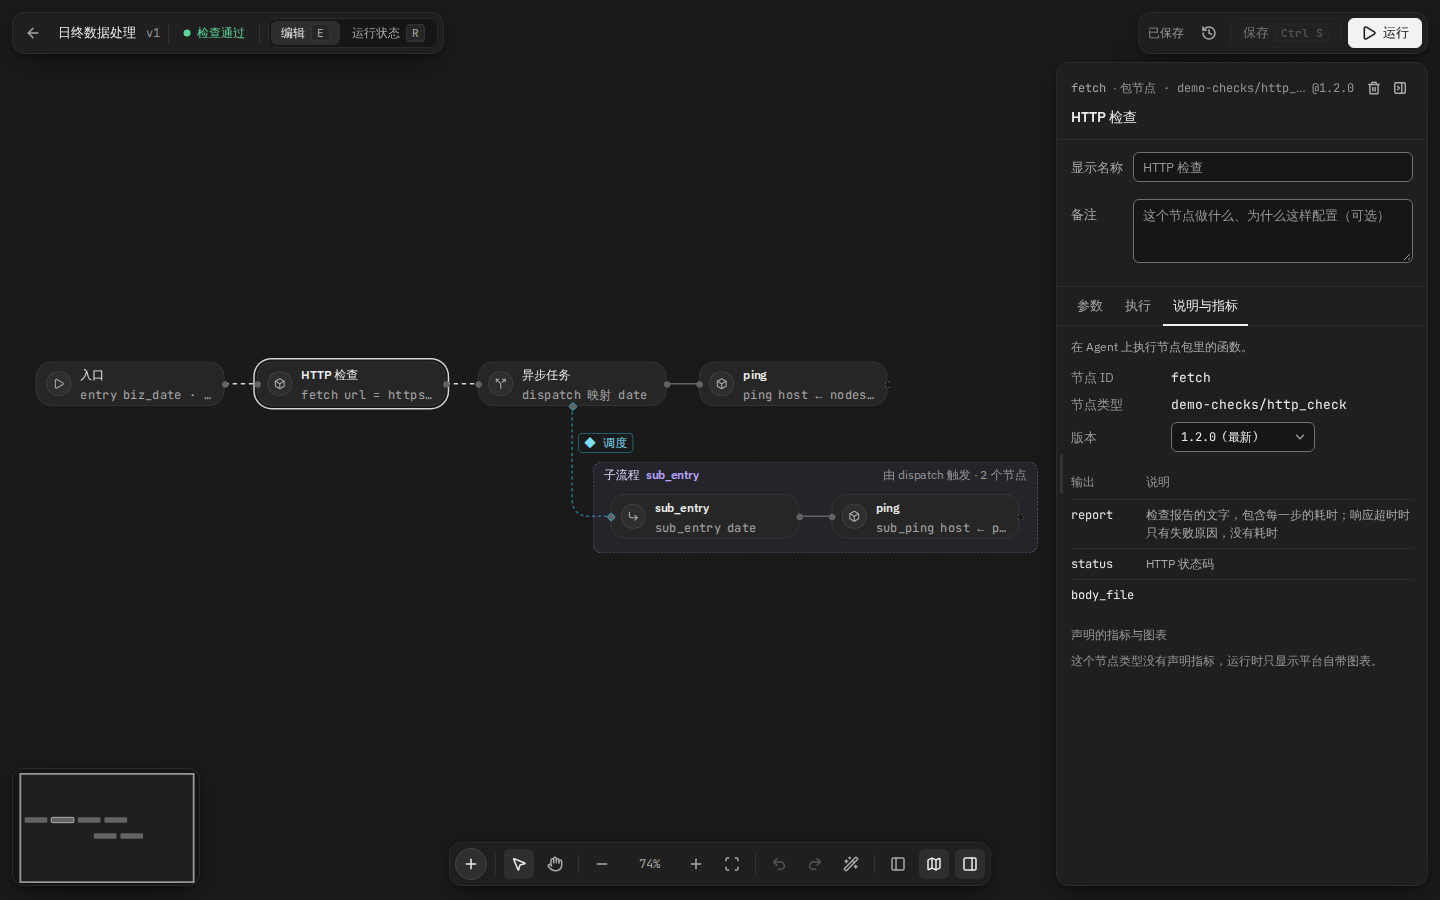 日终数据处理 v1 检查通过 编辑 E 运行状态 R
已保存 保存 Ctrl S 运行
fetch · 包节点 · demo-checks/http_… @1.2.0
HTTP 检查
显示名称 HTTP 检查
备注 这个节点做什么、为什么这样配置（可选）
参数 执行 说明与指标
在 Agent 上执行节点包里的函数。
节点 ID fetch
节点类型 demo-checks/http_check
版本 1.2.0 (最新)
输出 说明
report 检查报告的文字，包含每一步的耗时；响应超时时
只有失败原因，没有耗时
status HTTP 状态码
body_file
声明的指标与图表
这个节点类型没有声明指标，运行时只显示平台自带图表。
入口
entry biz_date · …
HTTP 检查
fetch url = https…
异步任务
dispatch 映射 date
ping
ping host ← nodes…
调度
子流程 sub_entry 由 dispatch 触发 · 2 个节点
sub_entry
sub_entry date
ping
sub_ping host ← p…
74%